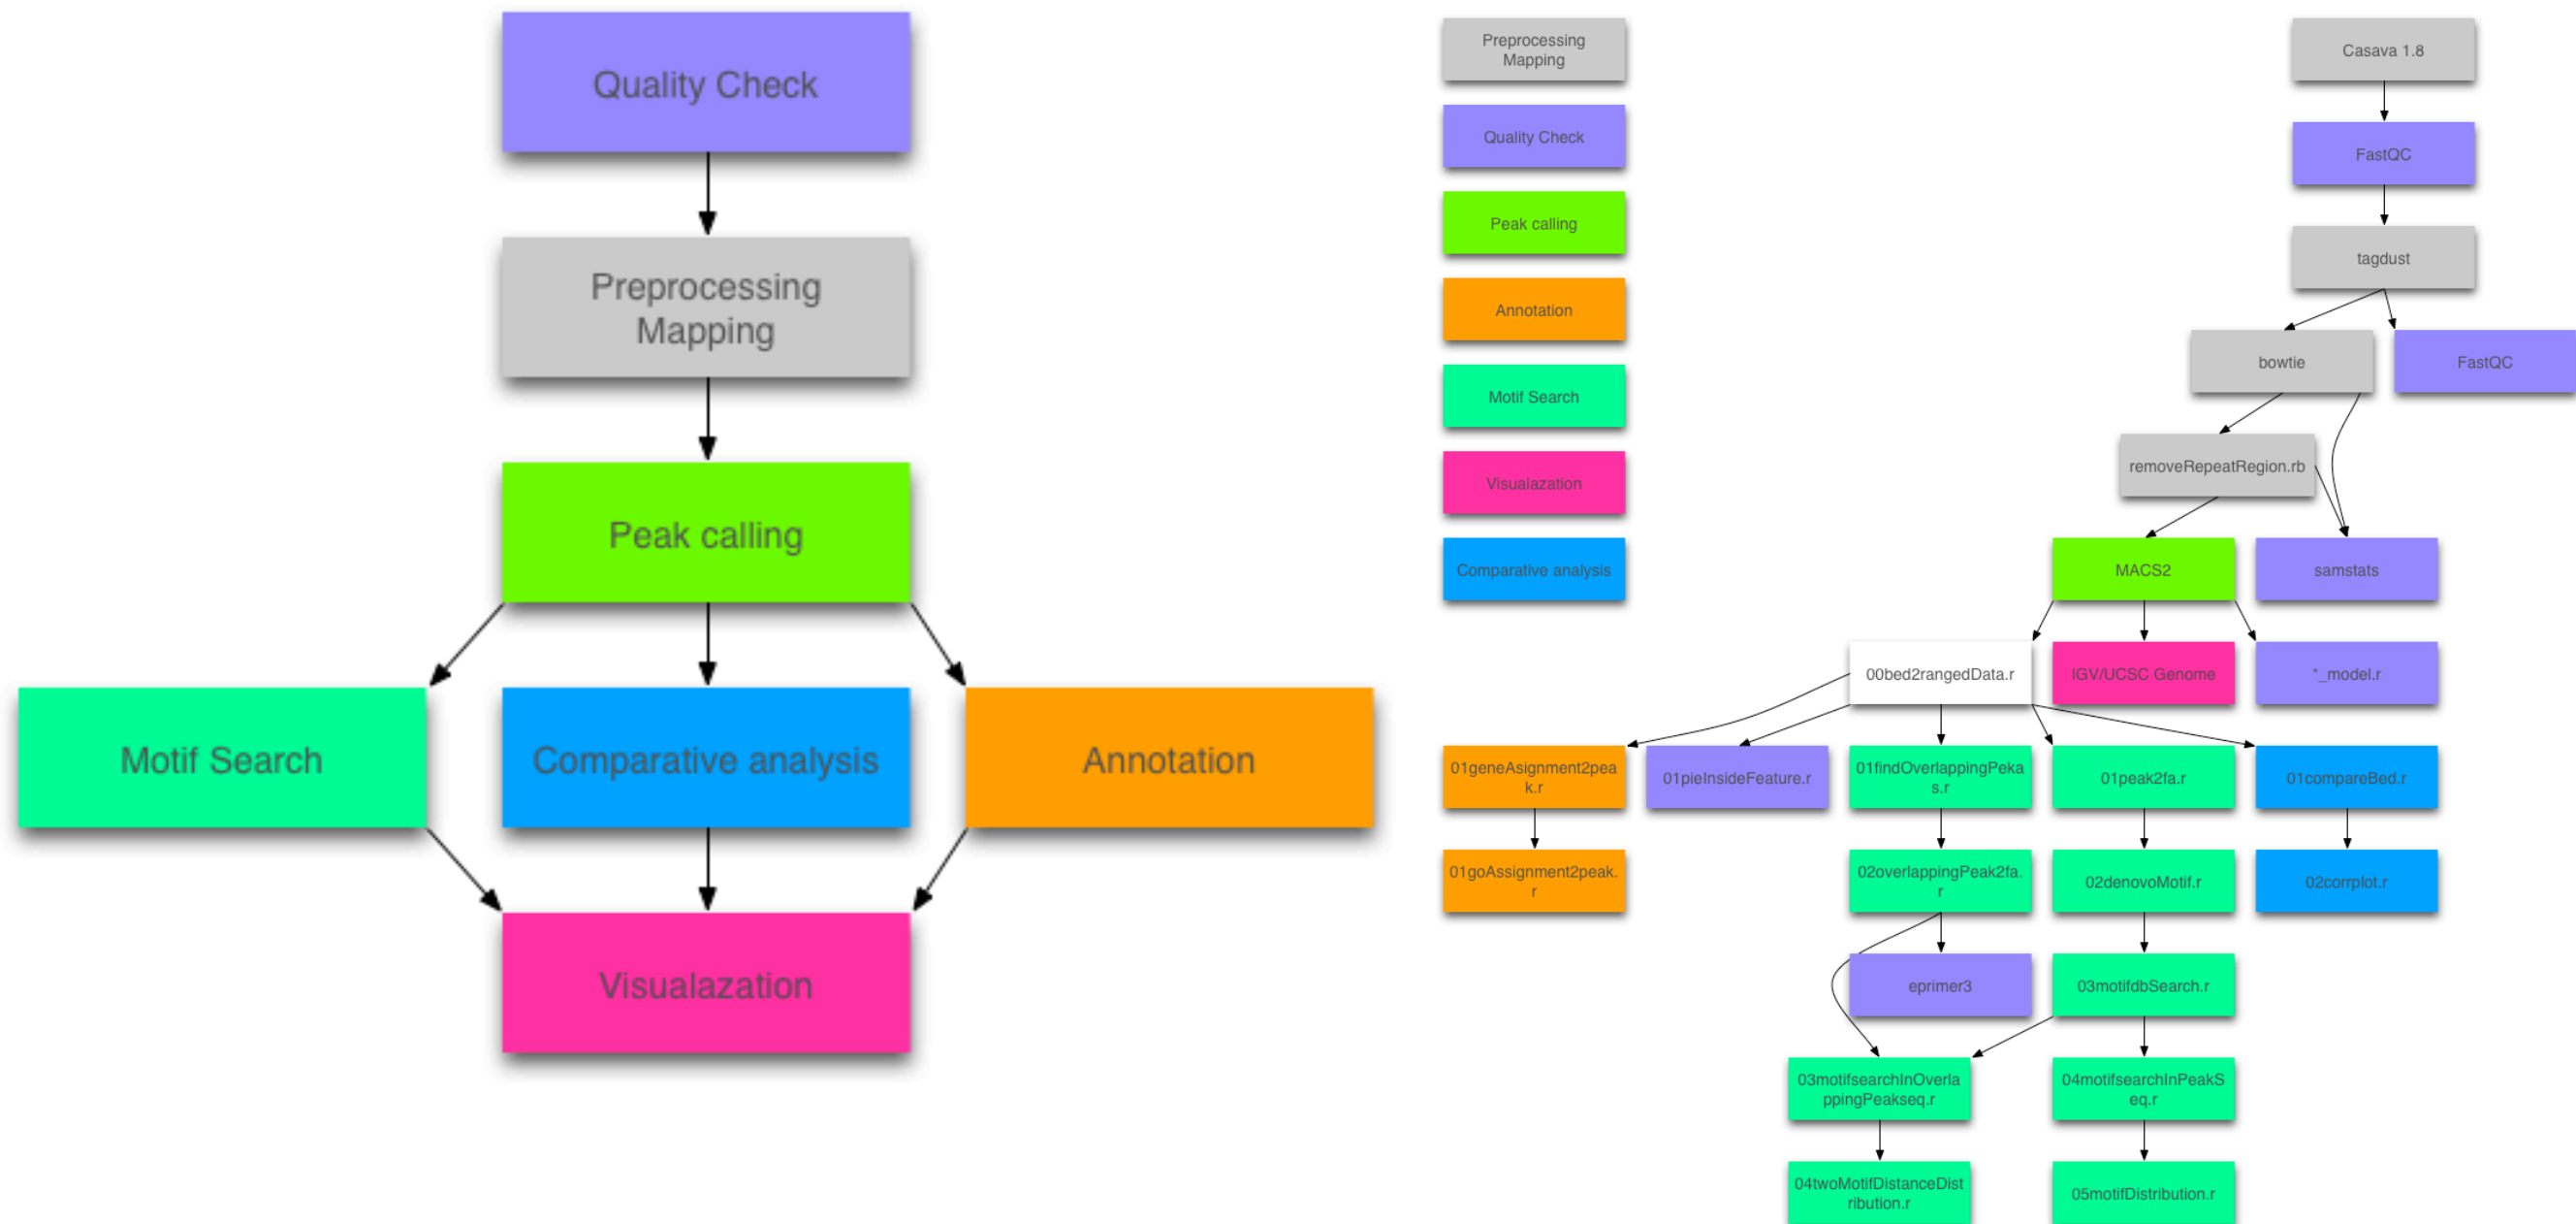 Quality Check
Preprocessing
Mapping
Peak calling
Motif Search
Comparative analysis
Annotation
Visualazation
Preprocessing
Mapping
Quality Check
Peak calling
Annotation
Motif Search
Visualazation
Comparative analysis
Casava 1.8
FastQC
tagdust
bowtie
FastQC
removeRepeatRegion.rb
MACS2
samstats
00bed2rangedData.r
IGV/UCSC Genome
*_model.r
01geneAsignment2pea
k.r
01pieInsideFeature.r
01findOverlappingPeka
s.r
01peak2fa.r
01compareBed.r
01goAssignment2peak.
r
02overlappingPeak2fa.
r
02denovoMotif.r
02corrplot.r
eprimer3
03motifdbSearch.r
03motifsearchInOverla
ppingPeakseq.r
04motifsearchInPeakS
eq.r
04twoMotifDistanceDist
ribution.r
05motifDistribution.r